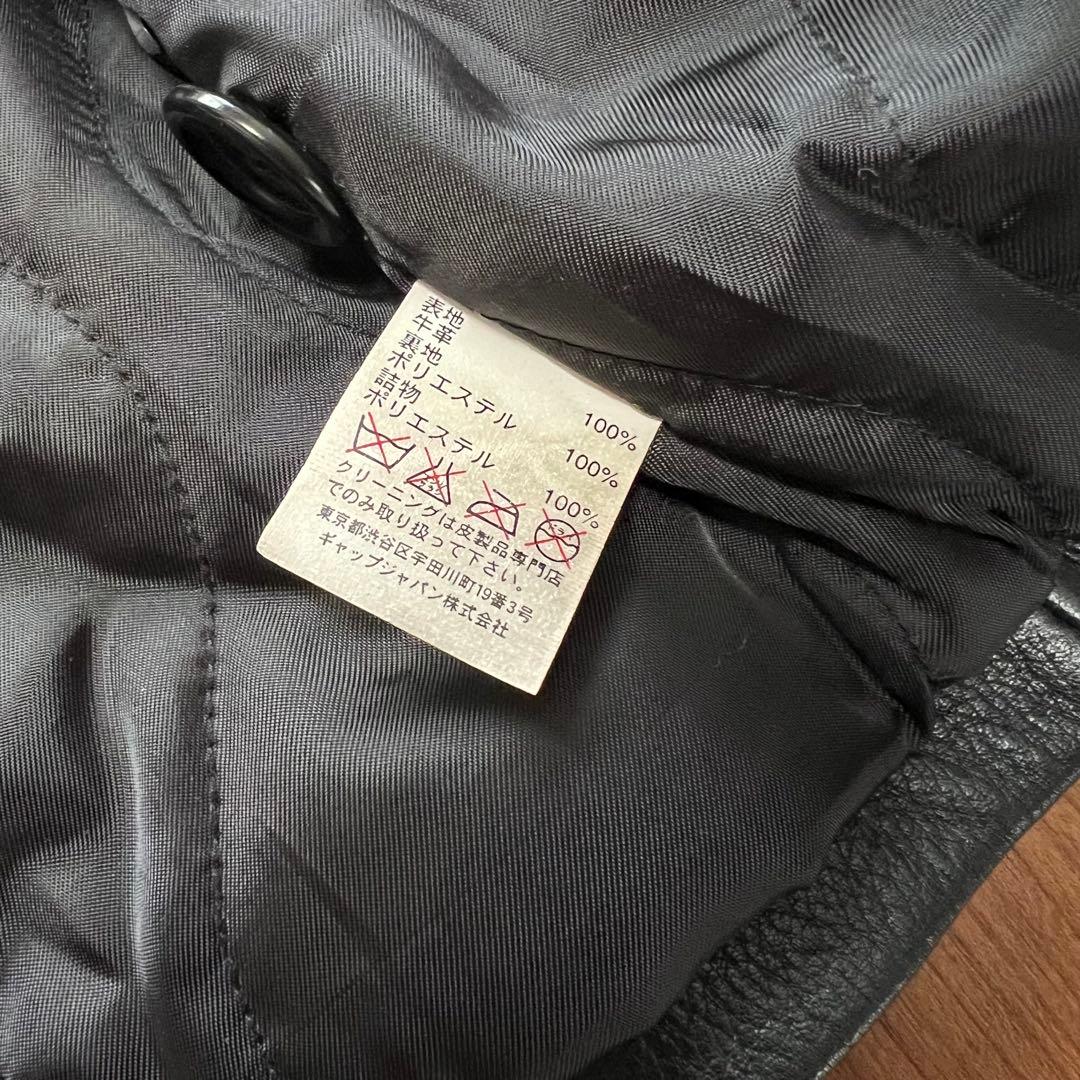 表地
牛革
裏地
ポリエステル 100%
詰物
ポリエステル 100%
100%
クリーニングは皮製品専門店
でのみ取り扱って下さい。
東京都渋谷区宇田川町19番3号
ギャップジャパン株式会社